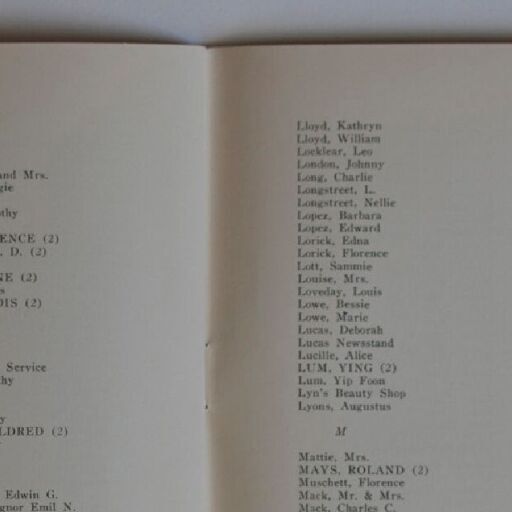 and Mrs.
gie
thy
ENCE (2)
. D. (2)
NE (2)
s
OIS (2)
Service
hy
y
LDRED (2)
Edwin G.
gnor Emil N.
Lloyd, Kathryn
Lloyd, William
Locklear, Leo
London, Johnny
Long, Charlie
Longstreet, L.
Longstreet, Nellie
Lopez, Barbara
Lopez, Edward
Lorick, Edna
Lorick, Florence
Lott, Sammie
Louise, Mrs.
Loveday, Louis
Lowe, Bessie
Lowe, Marie
Lucas, Deborah
Lucas Newsstand
Lucille, Alice
LUM, YING (2)
Lum, Yip Foon
Lyn's Beauty Shop
Lyons, Augustus
M
Mattie, Mrs.
MAYS, ROLAND (2)
Muschett, Florence
Mack, Mr. & Mrs.
Mack, Charles C.